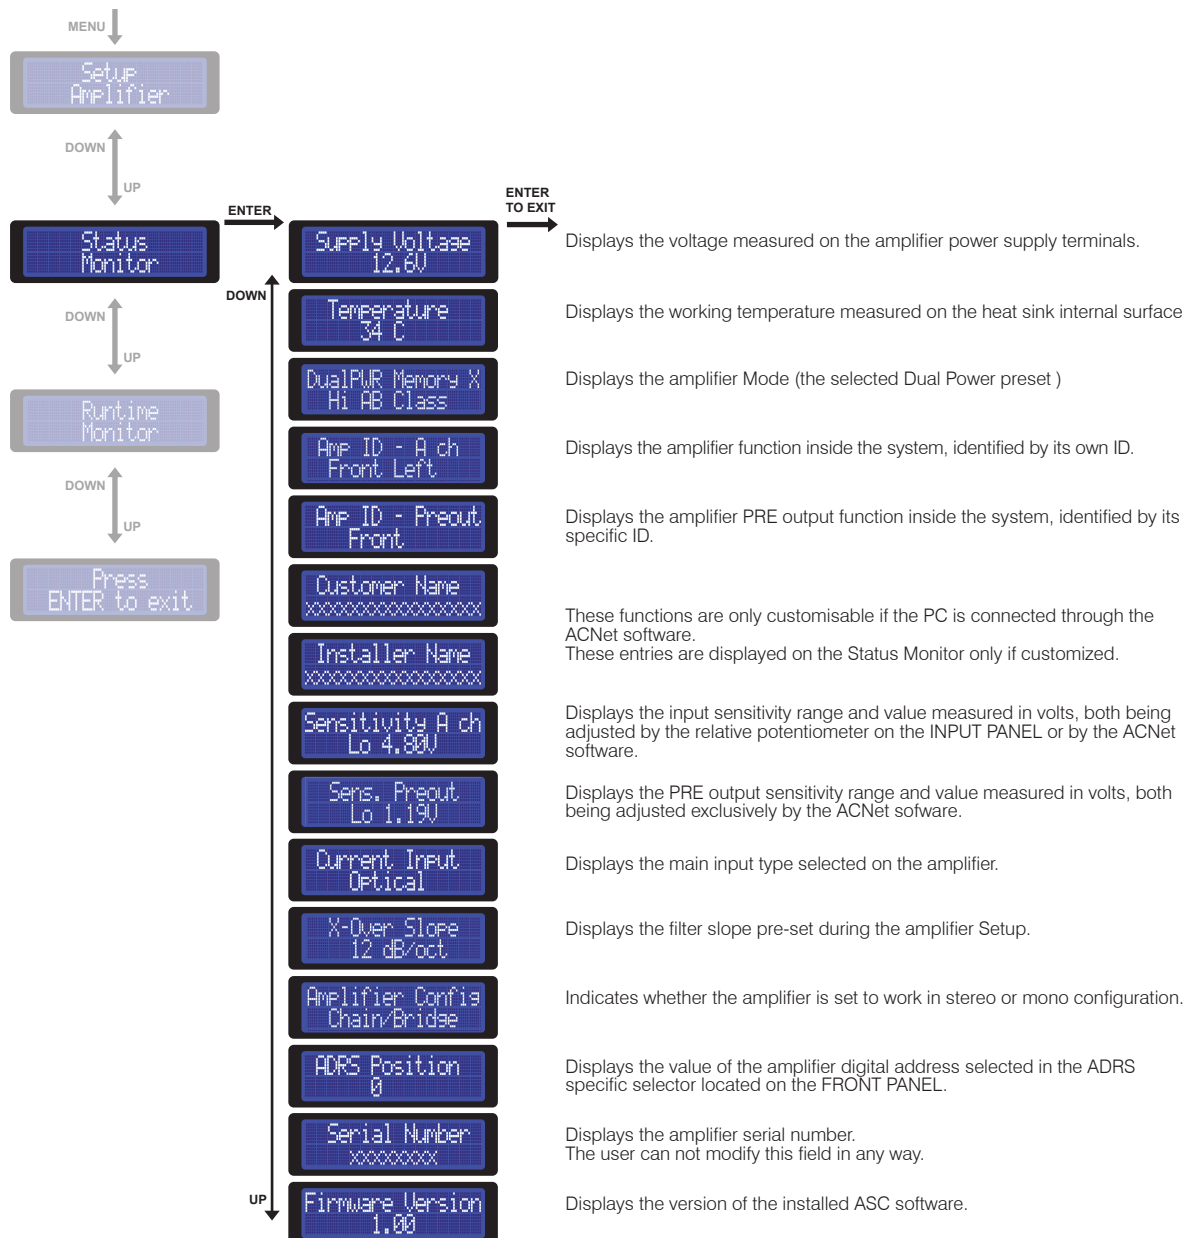 MENU
Setup
Amplifier
DOWN
UP
Status
Monitor
DOWN
UP
Runtime
Monitor
DOWN
UP
Press
ENTER to exit
ENTER
ENTER
TO EXIT
DOWN
UP
Supply Voltage
12.6V
Displays the voltage measured on the amplifier power supply terminals.
Temperature
34 C
Displays the working temperature measured on the heat sink internal surface
DualPWR Memory X
Hi AB Class
Displays the amplifier Mode (the selected Dual Power preset )
Amp ID - A ch
Front Left
Displays the amplifier function inside the system, identified by its own ID.
Amp ID - Preout
Front
Displays the amplifier PRE output function inside the system, identified by its
specific ID.
Customer Name
XXXXXXXXXXXXXXXX
Installer Name
XXXXXXXXXXXXXXXX
These functions are only customisable if the PC is connected through the
ACNet software.
These entries are displayed on the Status Monitor only if customized.
Sensitivity A ch
Lo 4.80V
Displays the input sensitivity range and value measured in volts, both being
adjusted by the relative potentiometer on the INPUT PANEL or by the ACNet
software.
Sens. Preout
Lo 1.19V
Displays the PRE output sensitivity range and value measured in volts, both
being adjusted exclusively by the ACNet sofware.
Current Input
Optical
Displays the main input type selected on the amplifier.
X-Over Slope
12 dB/oct
Displays the filter slope pre-set during the amplifier Setup.
Amplifier Config
Chain/Bridge
Indicates whether the amplifier is set to work in stereo or mono configuration.
ADRS Position
0
Displays the value of the amplifier digital address selected in the ADRS
specific selector located on the FRONT PANEL.
Serial Number
XXXXXXXX
Displays the amplifier serial number.
The user can not modify this field in any way.
Firmware Version
1.00
Displays the version of the installed ASC software.